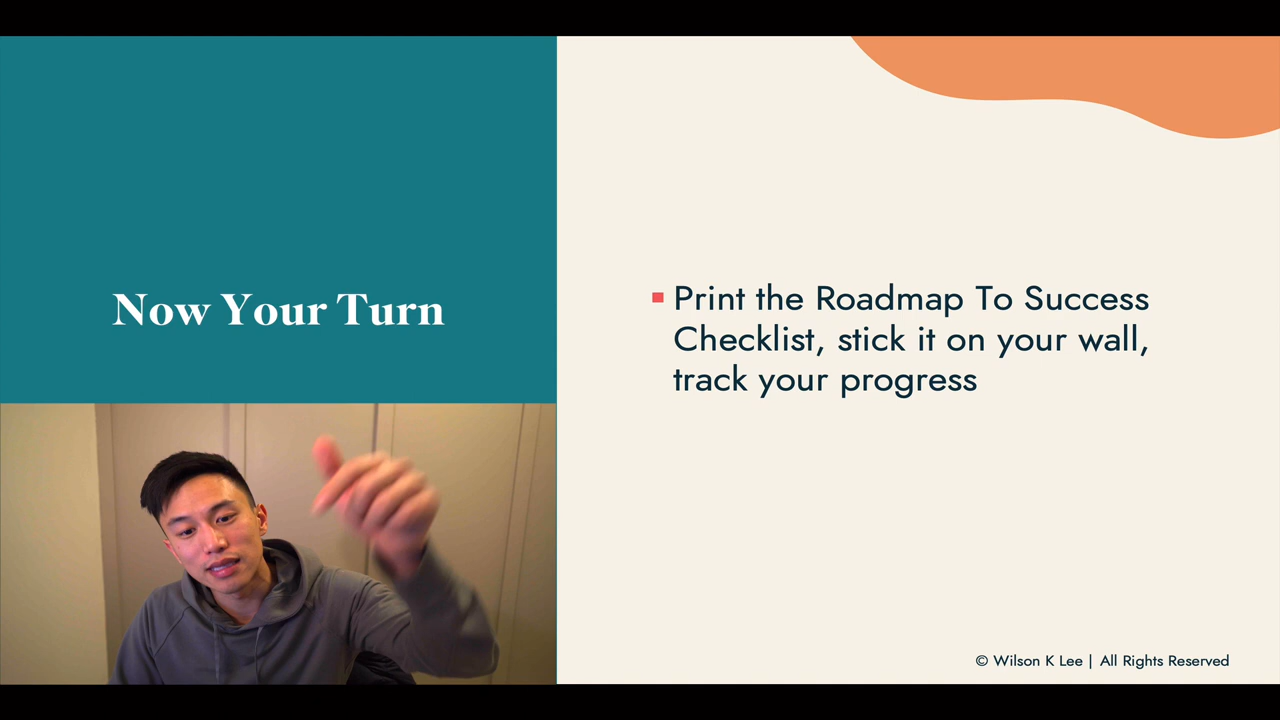 Now Your Turn
Print the Roadmap To Success
Checklist, stick it on your wall,
track your progress
© Wilson K Lee | All Rights Reserved